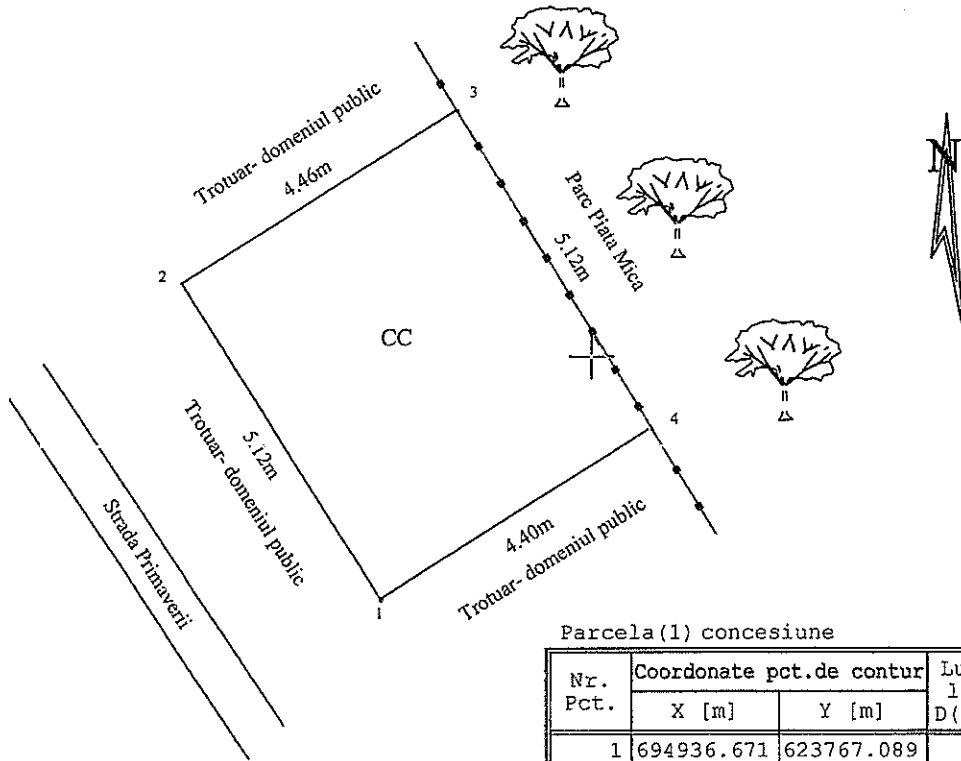 3
Trotuar- domeniul public
4.46m
N
Parc Piata Mica
5.12m
2
CC
4
5.12m
Trotuar- domeniul public
4.40m
Trotuar- domeniul public
Strada Primaverii
1
Parcela(1) concesiune
Nr. Pct.
Coordonate pct.de contur
X [m] Y [m]
D(
1 694936.671 623767.089